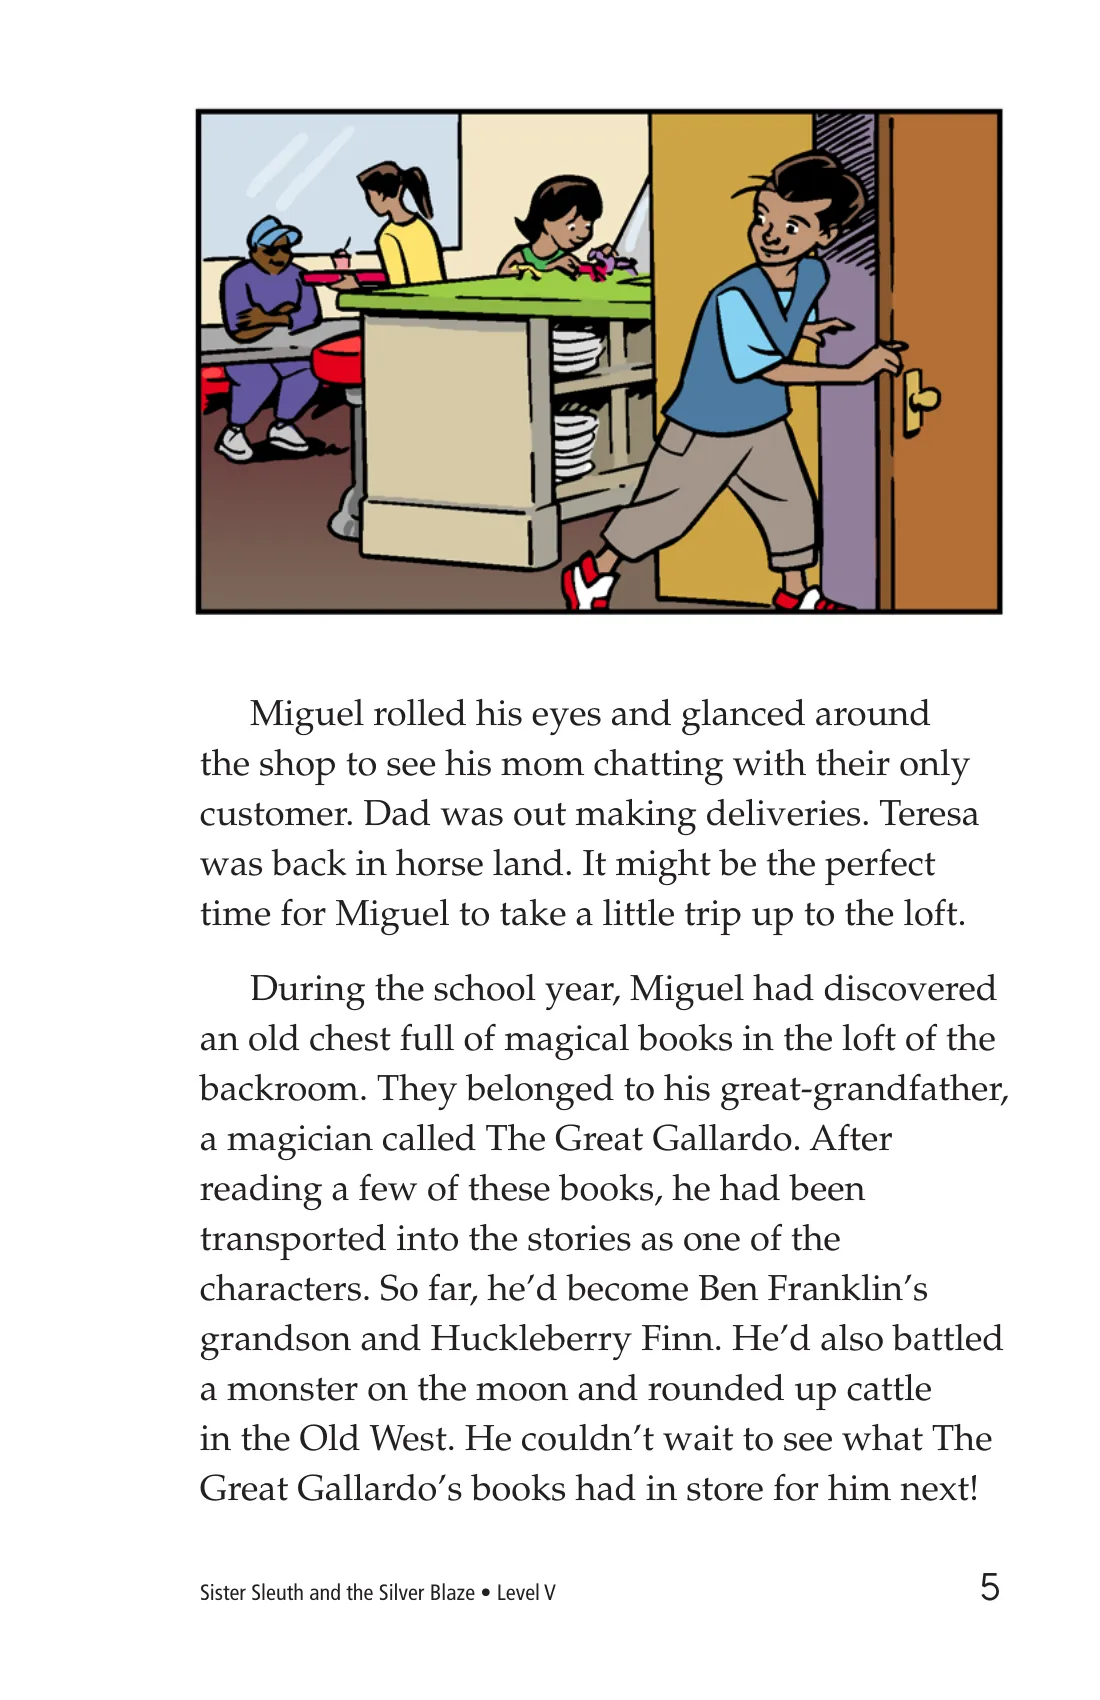 Miguel rolled his eyes and glanced around
the shop to see his mom chatting with their only
customer. Dad was out making deliveries. Teresa
was back in horse land. It might be the perfect
time for Miguel to take a little trip up to the loft.
During the school year, Miguel had discovered
an old chest full of magical books in the loft of the
backroom. They belonged to his great-grandfather,
a magician called The Great Gallardo. After
reading a few of these books, he had been
transported into the stories as one of the
characters. So far, he’d become Ben Franklin’s
grandson and Huckleberry Finn. He’d also battled
a monster on the moon and rounded up cattle
in the Old West. He couldn’t wait to see what The
Great Gallardo’s books had in store for him next!
Sister Sleuth and the Silver Blaze • Level V 5